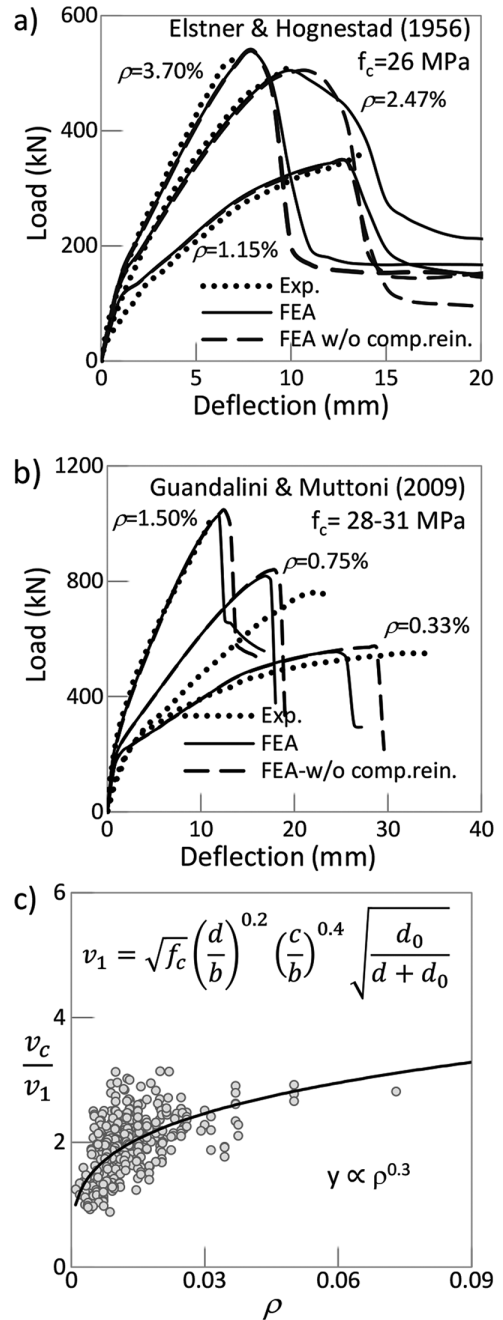 a)
Elstner & Hognestad (1956)
f_c=26 MPa
ρ=3.70%
ρ=2.47%
ρ=1.15%
Exp.
FEA
FEA w/o comp.rein.
Load (kN)
600
400
200
0
0 5 10 15 20
Deflection (mm)
b)
Guandalini & Muttoni (2009)
f_c= 28-31 MPa
ρ=1.50%
ρ=0.75%
ρ=0.33%
Exp.
FEA
FEA-w/o comp.rein.
Load (kN)
1200
800
400
0
0 10 20 30 40
Deflection (mm)
c)
v_1 = √f_c (d/b)^0.2 (c/b)^0.4 √(d_0/(d + d_0))
v_c/v_1
6
4
2
0
y ∝ ρ^0.3
0 0.03 0.06 0.09
ρ